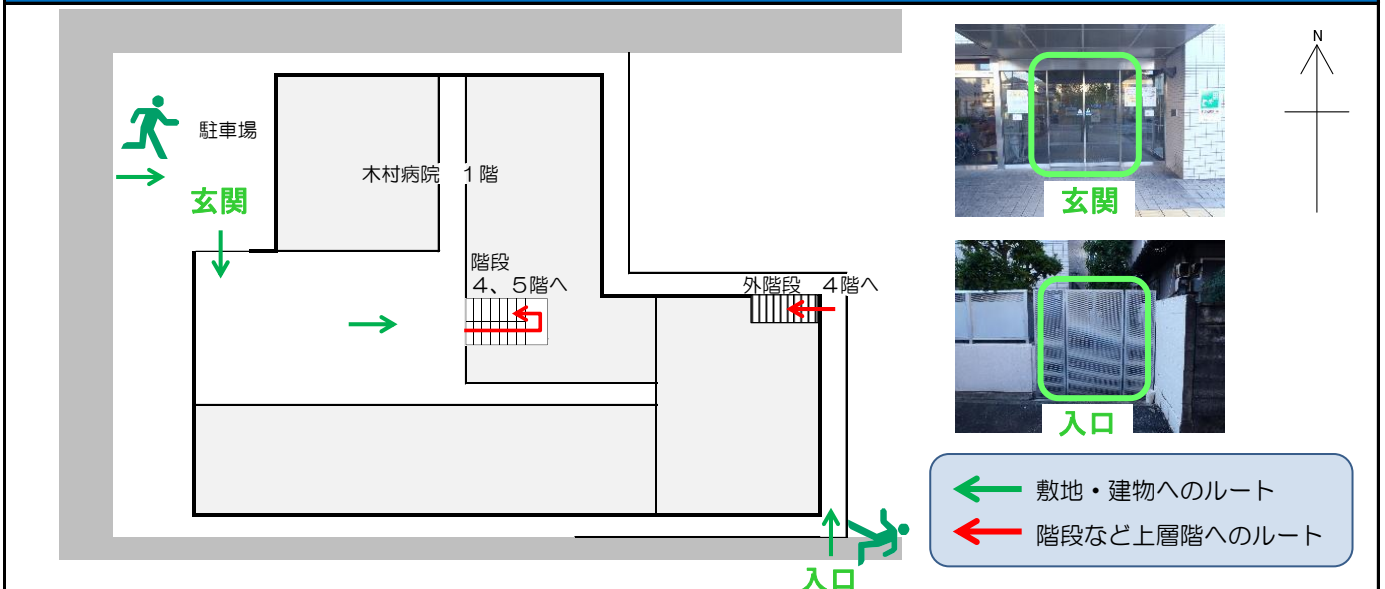 駐車場
木村病院　１階
玄関
階段
４、５階へ
外階段　４階へ
入口
N
玄関
入口
敷地・建物へのルート
階段など上層階へのルート